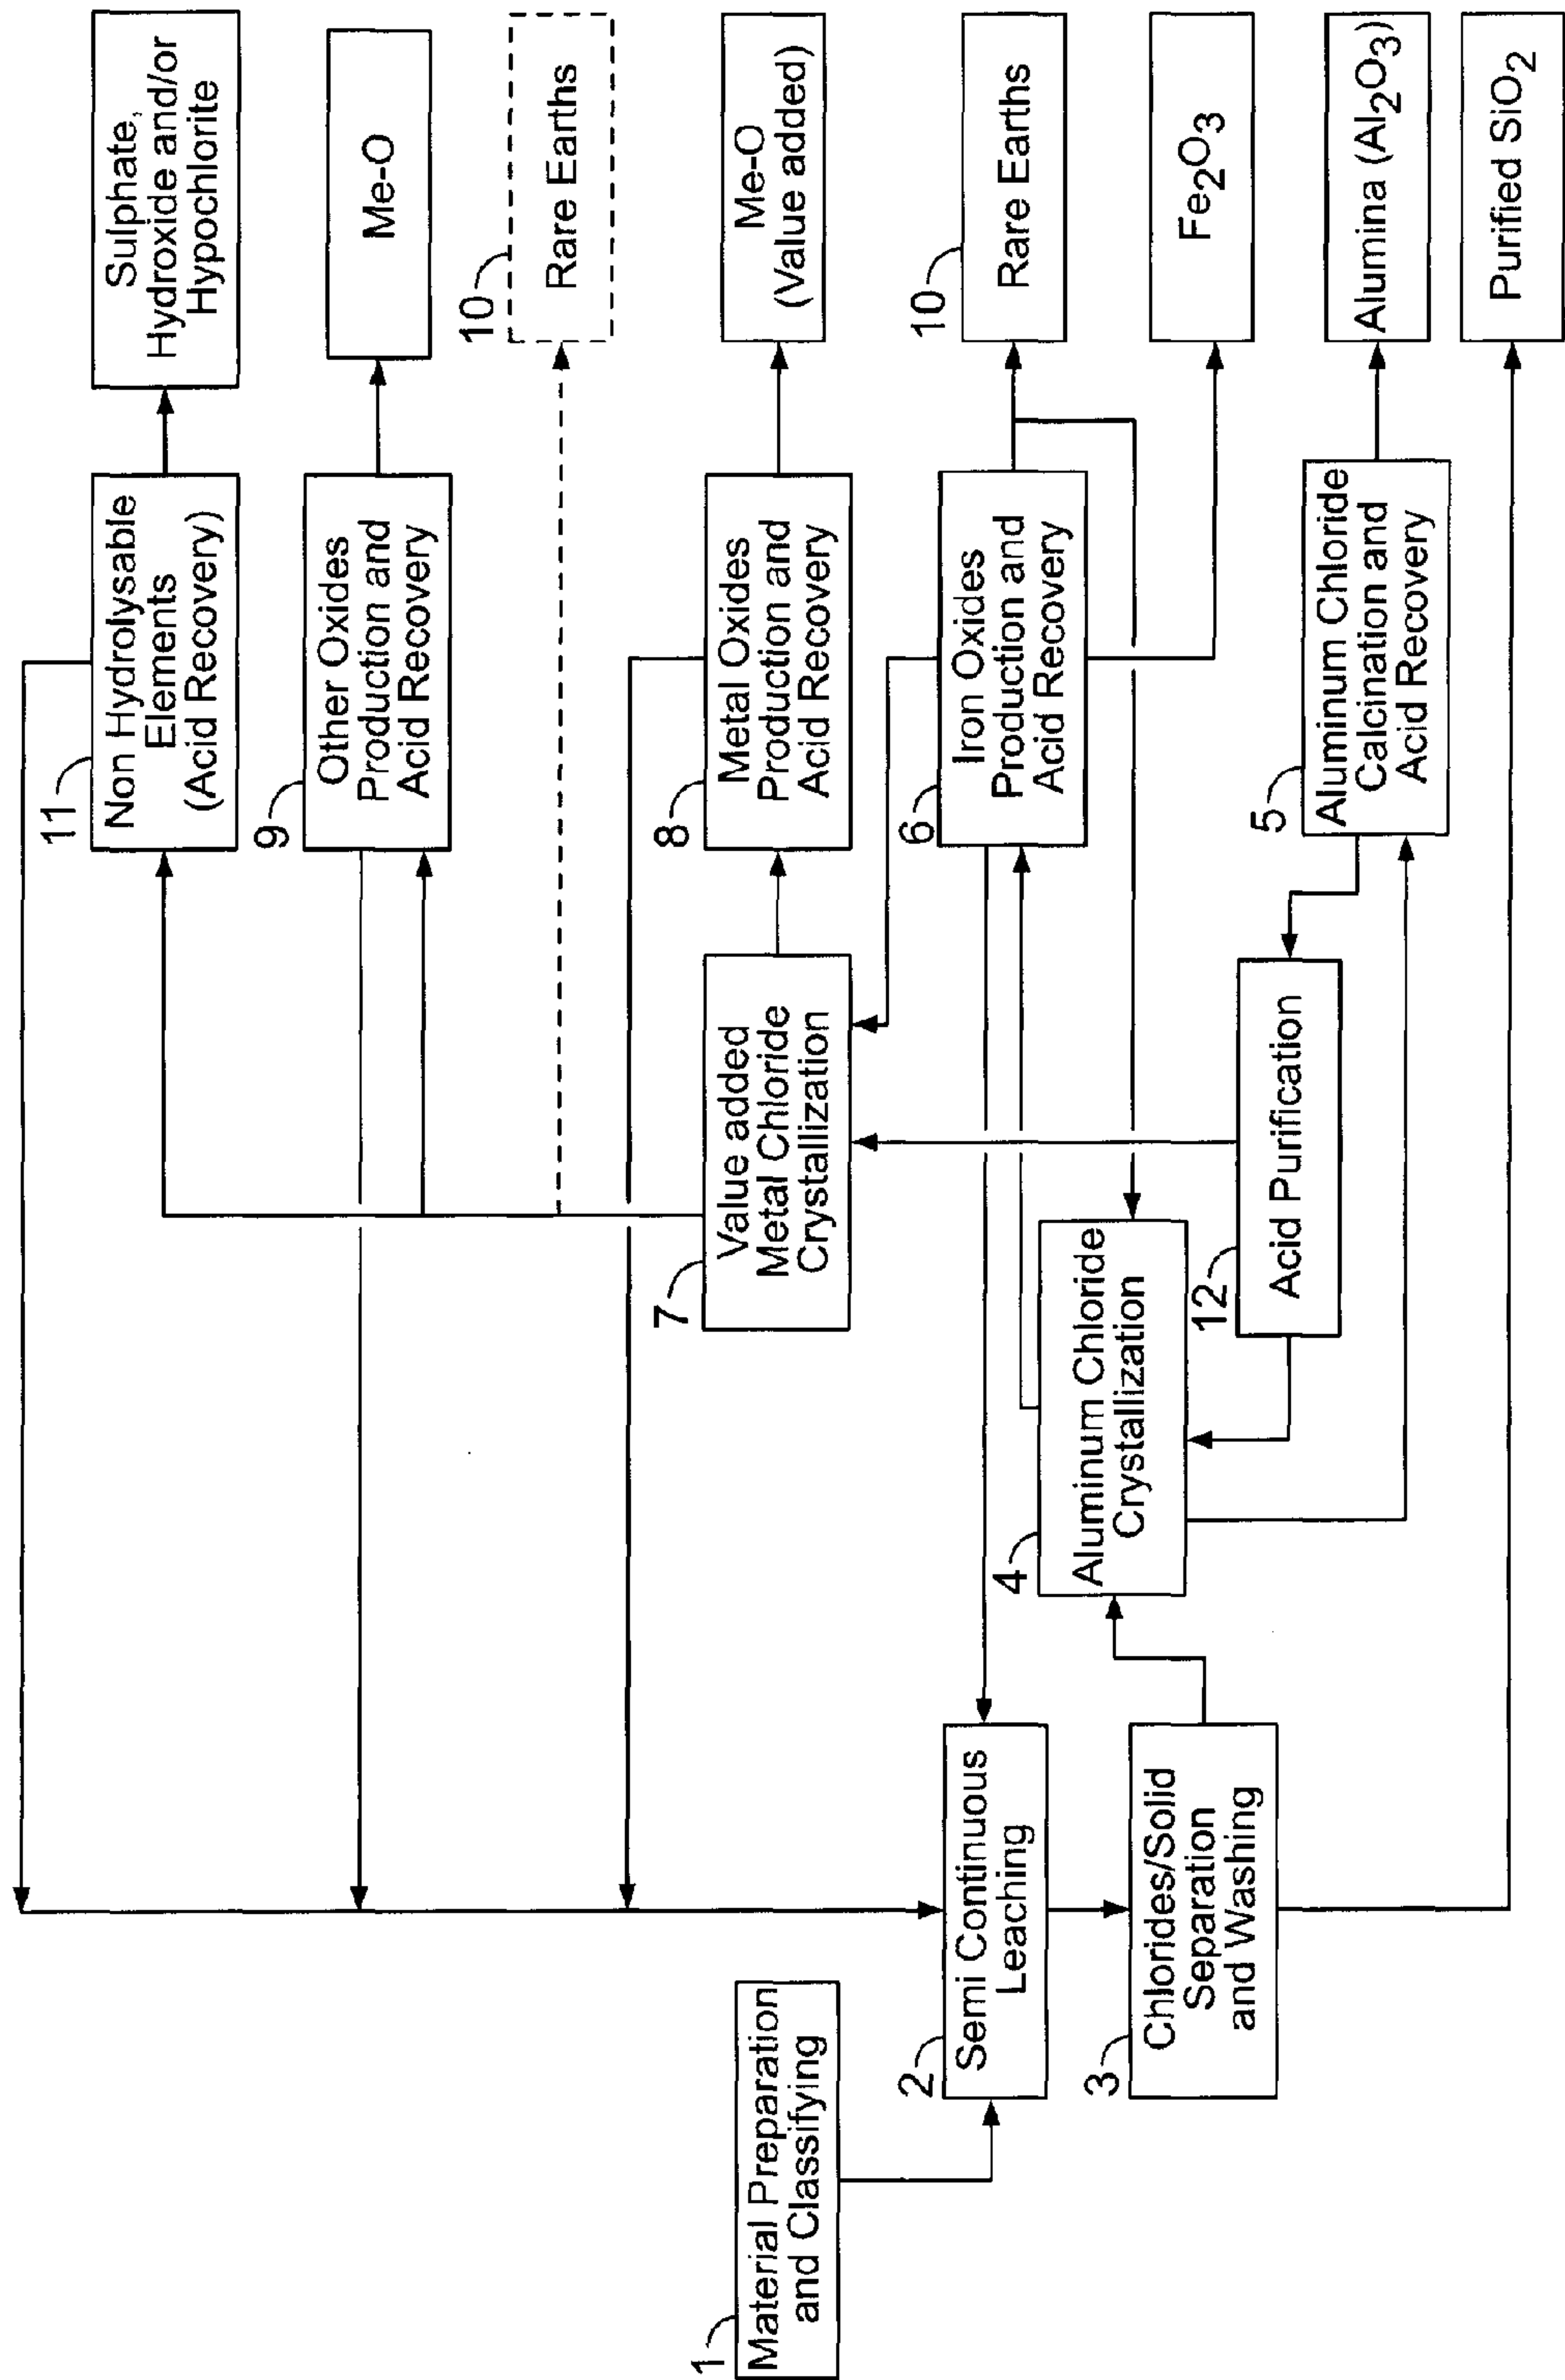 1
Material Preparation
and Classifying
2
Semi Continuous
Leaching
3
Chlorides/Solid
Separation
and Washing
4
Aluminum Chloride
Crystallization
12
Acid Purification
7
Value added
Metal Chloride
Crystallization
11
Non Hydrolysable
Elements
(Acid Recovery)
9
Other Oxides
Production and
Acid Recovery
8
Metal Oxides
Production and
Acid Recovery
6
Iron Oxides
Production and
Acid Recovery
5
Aluminum Chloride
Calcination and
Acid Recovery
Sulphate,
Hydroxide and/or
Hypochlorite
Me-O
10
Rare Earths
Me-O
(Value added)
10
Rare Earths
Fe2O3
Alumina (Al2O3)
Purified SiO2